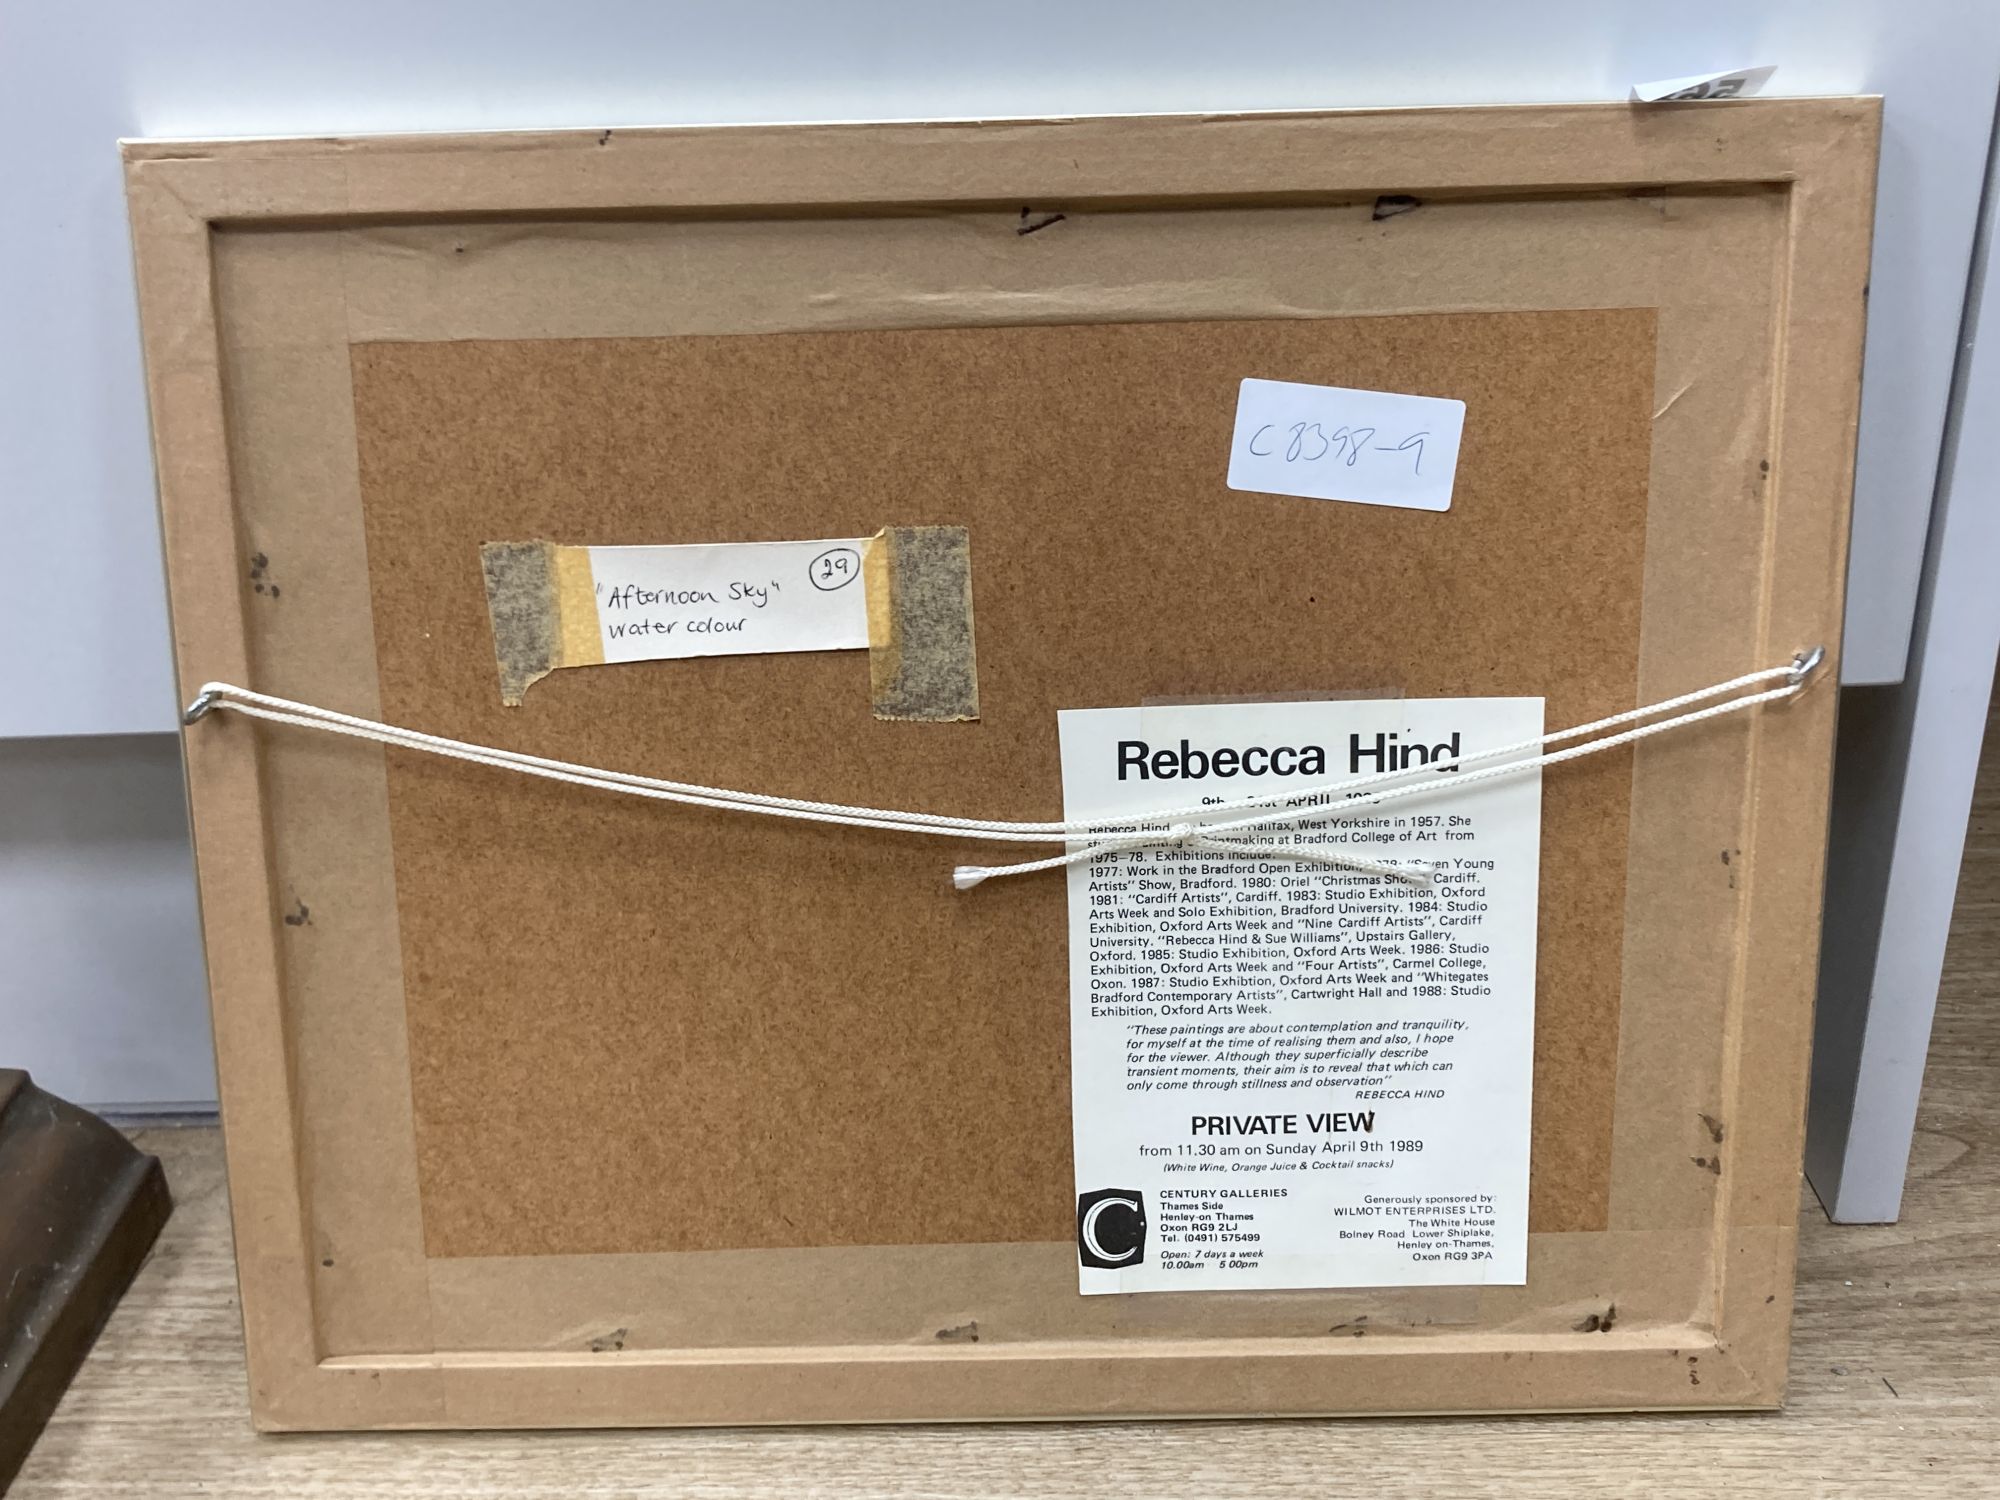 C8398-9
29
"Afternoon Sky"
water colour
Rebecca Hind
APRIL
Rebecca Hind Halifax, West Yorkshire in 1957. She
Printmaking at Bradford College of Art from
1975–78. Exhibitions include:
1977: Work in the Bradford Open Exhibition, "Seven Young
Artists" Show, Bradford. 1980: Oriel "Christmas Cardiff.
1981: "Cardiff Artists", Cardiff. 1983: Studio Exhibition, Oxford
Arts Week and Solo Exhibition, Bradford University. 1984: Studio
Exhibition, Oxford Arts Week and "Nine Cardiff Artists", Cardiff
University. "Rebecca Hind & Sue Williams", Upstairs Gallery,
Oxford. 1985: Studio Exhibition, Oxford Arts Week. 1986: Studio
Exhibition, Oxford Arts Week and "Four Artists", Carmel College,
Oxon. 1987: Studio Exhibtion, Oxford Arts Week and "Whitegates
Bradford Contemporary Artists", Cartwright Hall and 1988: Studio
Exhibition, Oxford Arts Week.
"These paintings are about contemplation and tranquility,
for myself at the time of realising them and also, I hope
for the viewer. Although they superficially describe
transient moments, their aim is to reveal that which can
only come through stillness and observation"
REBECCA HIND
PRIVATE VIEW
from 11.30 am on Sunday April 9th 1989
(White Wine, Orange Juice & Cocktail snacks)
C
CENTURY GALLERIES
Thames Side
Henley-on Thames
Oxon RG9 2LJ
Tel. (0491) 575499
Open: 7 days a week
10.00am 5 00pm
Generously sponsored by:
WILMOT ENTERPRISES LTD.
The White House
Bolney Road Lower Shiplake,
Henley on-Thames,
Oxon RG9 3PA